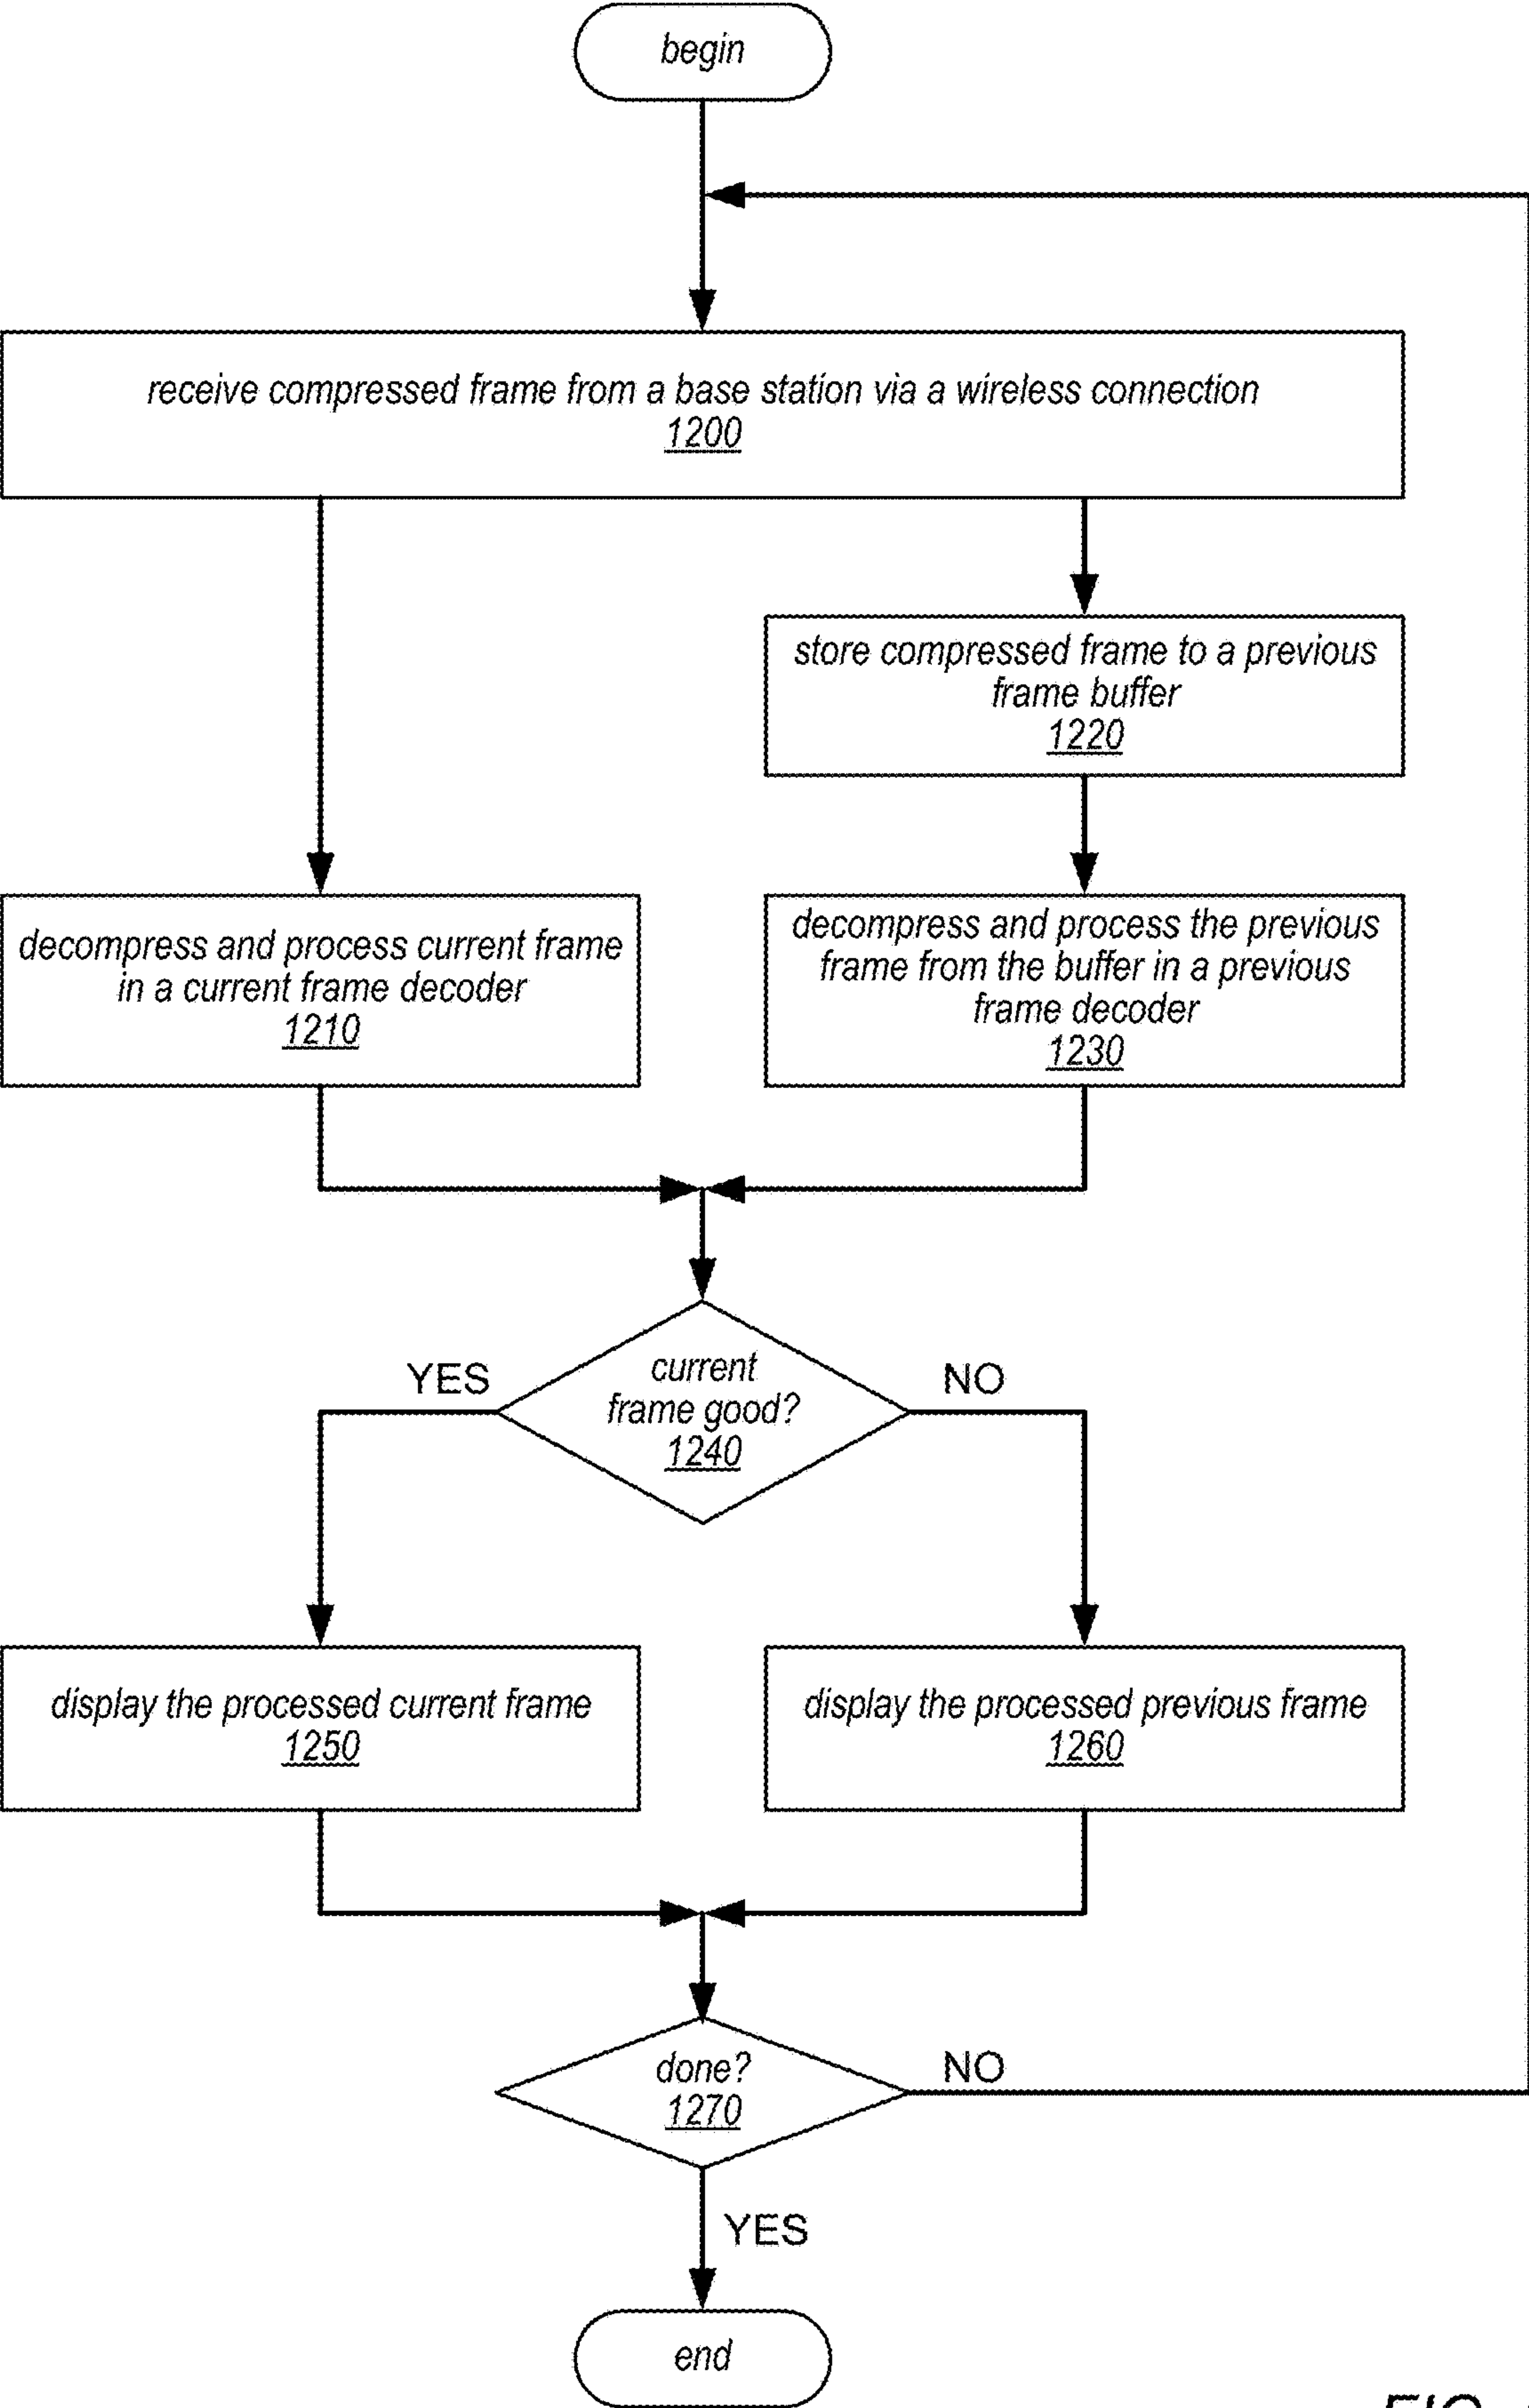 begin
receive compressed frame from a base station via a wireless connection
1200
store compressed frame to a previous
frame buffer
1220
decompress and process current frame
in a current frame decoder
1210
decompress and process the previous
frame from the buffer in a previous
frame decoder
1230
YES
current
frame good?
1240
NO
display the processed current frame
1250
display the processed previous frame
1260
done?
1270
NO
YES
end